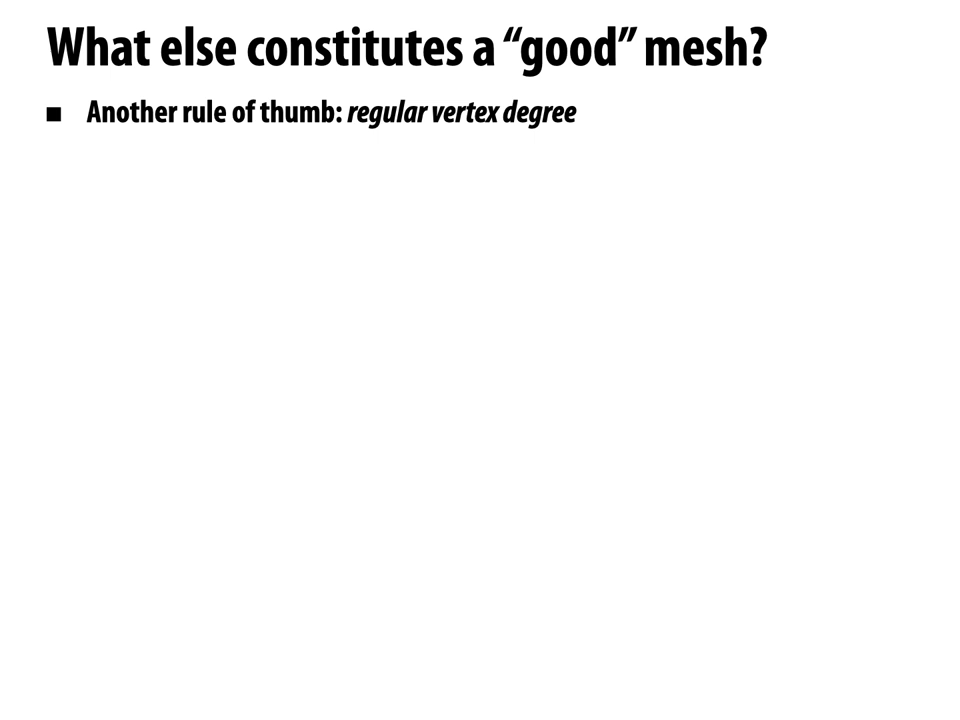 What else constitutes a “good” mesh?
■ Another rule of thumb: regular vertex degree